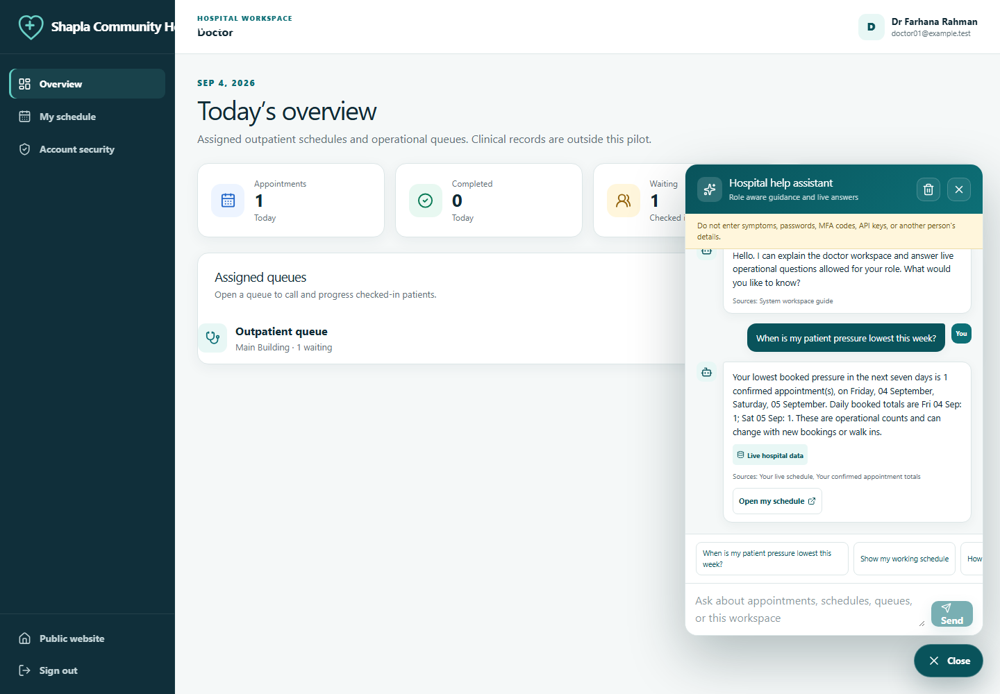 Shapla Community H
Overview
My schedule
Account security
Public website
Sign out
HOSPITAL WORKSPACE
Doctor
D
Dr Farhana Rahman
doctor01@example.test
SEP 4, 2026
Today’s overview
Assigned outpatient schedules and operational queues. Clinical records are outside this pilot.
Appointments
1
Today
Completed
0
Today
Waiting
1
Checked
Assigned queues
Open a queue to call and progress checked-in patients.
Outpatient queue
Main Building · 1 waiting
Hospital help assistant
Role aware guidance and live answers
Do not enter symptoms, passwords, MFA codes, API keys, or another person's
details.
Hello. I can explain the doctor workspace and answer live
operational questions allowed for your role. What would
you like to know?
Sources: System workspace guide
When is my patient pressure lowest this week?
You
Your lowest booked pressure in the next seven days is 1
confirmed appointment(s), on Friday, 04 September,
Saturday, 05 September. Daily booked totals are Fri 04 Sep:
1; Sat 05 Sep: 1. These are operational counts and can
change with new bookings or walk ins.
Live hospital data
Sources: Your live schedule, Your confirmed appointment totals
Open my schedule
When is my patient pressure lowest this
week?
Show my working schedule
How
Ask about appointments, schedules, queues,
or this workspace
Send
Close